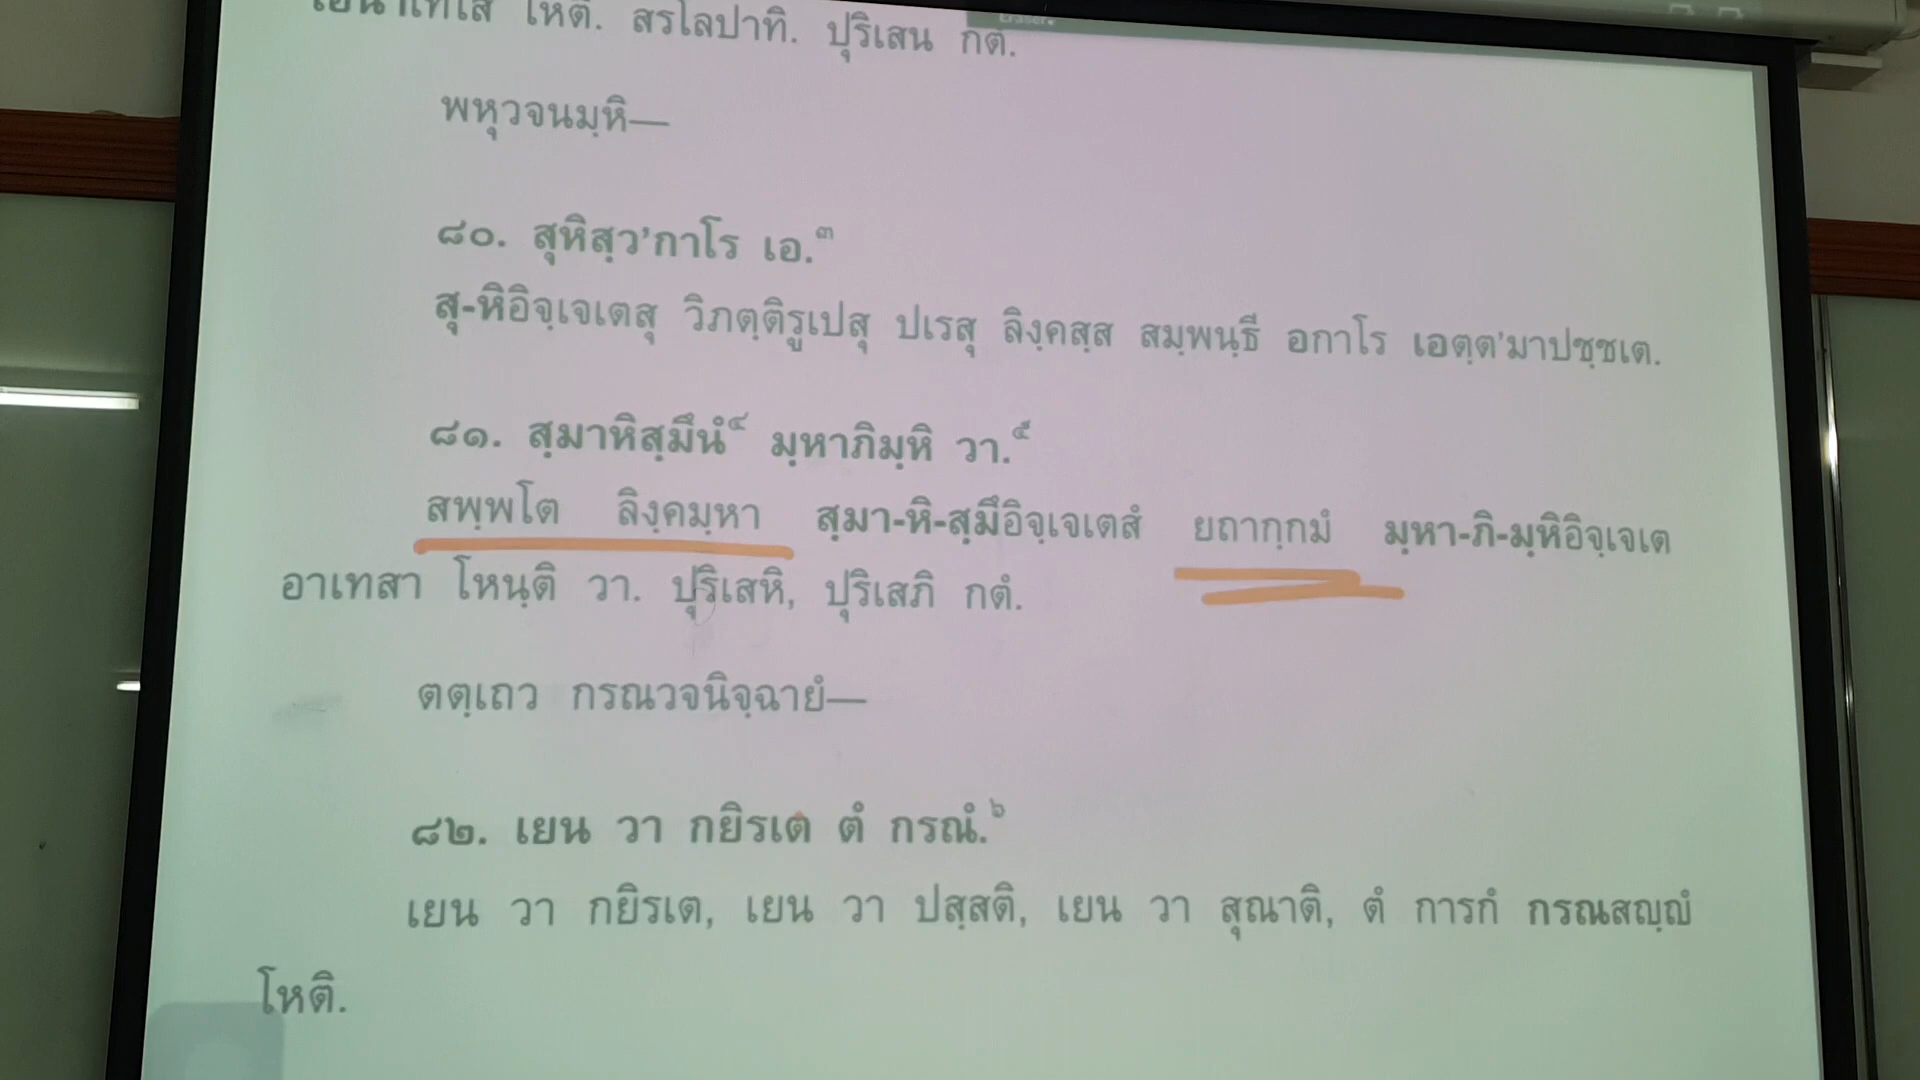 โหติ. สรโลปาทิ. ปุริเสน กตํ.
พหุวจนมฺหิ—
๘๐. สุหิสฺว'กาโร เอ.๓
สุ-หิอิจฺเจเตสุ วิภตฺติรูเปสุ ปเรสุ ลิงฺคสฺส สมฺพนฺธี อกาโร เอตฺต'มาปชฺชเต.
๘๑. สฺมาหิสฺมึนํ๔ มฺหาภิมฺหิ วา.๕
สพฺพโต ลิงฺคมฺหา สฺมา-หิ-สฺมึอิจฺเจเตสํ ยถากฺกมํ มฺหา-ภิ-มฺหิอิจฺเจเต
อาเทสา โหนฺติ วา. ปุริเสหิ, ปุริเสภิ กตํ.
ตตฺเถว กรณวจนิจฺฉายํ—
๘๒. เยน วา กยิรเต ตํ กรณํ.๖
เยน วา กยิรเต, เยน วา ปสฺสติ, เยน วา สุณาติ, ตํ การกํ กรณสญฺญํ
โหติ.